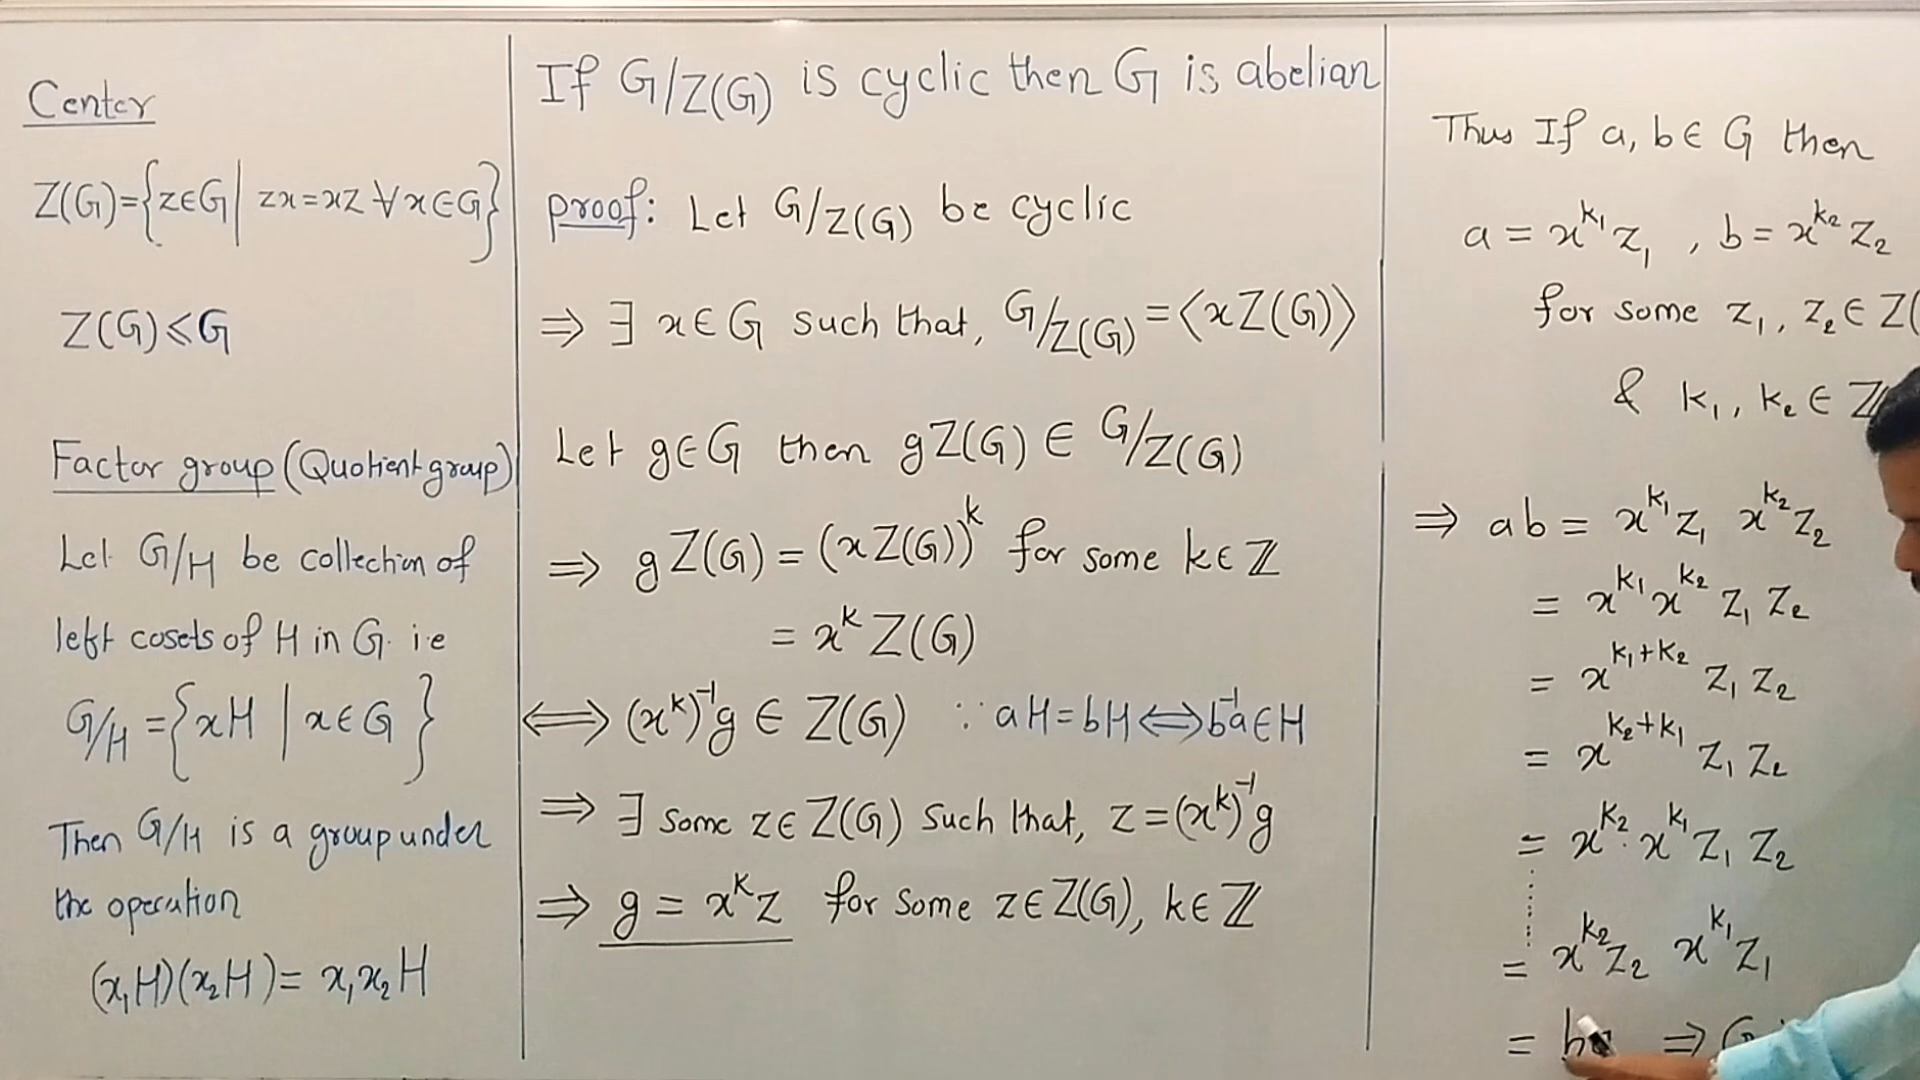 Center
Z(G)={z∈G| zx=xz ∀x∈G}
Z(G)≤G
Factor group (Quotient group)
Let G/H be collection of
left cosets of H in G. i.e
G/H = {xH | x∈G}
Then G/H is a group under
the operation
(x₁H)(x₂H)= x₁x₂H
If G/Z(G) is cyclic then G is abelian
proof: Let G/Z(G) be cyclic
⇒ ∃ x∈G such that, G/Z(G) = ⟨xZ(G)⟩
Let g∈G then gZ(G) ∈ G/Z(G)
⇒ gZ(G) = (xZ(G))ᵏ for some k∈ℤ
= xᵏ Z(G)
⟺ (xᵏ)⁻¹g ∈ Z(G) ∵ aH=bH⟺b⁻¹a∈H
⇒ ∃ some z∈Z(G) Such that, z=(xᵏ)⁻¹g
⇒ g = xᵏz for some z∈Z(G), k∈ℤ
Thus If a, b∈G then
a = x^k₁ z₁ , b = x^k₂ z₂
for some z₁, z₂∈Z(
& k₁, k₂∈ℤ
⇒ ab = x^k₁ z₁ x^k₂ z₂
= x^k₁ x^k₂ z₁ z₂
= x^k₁+k₂ z₁ z₂
= x^k₂+k₁ z₁ z₂
= x^k₂ · x^k₁ z₁ z₂
= x^k₂ z₂ x^k₁ z₁
= b ⇒ G